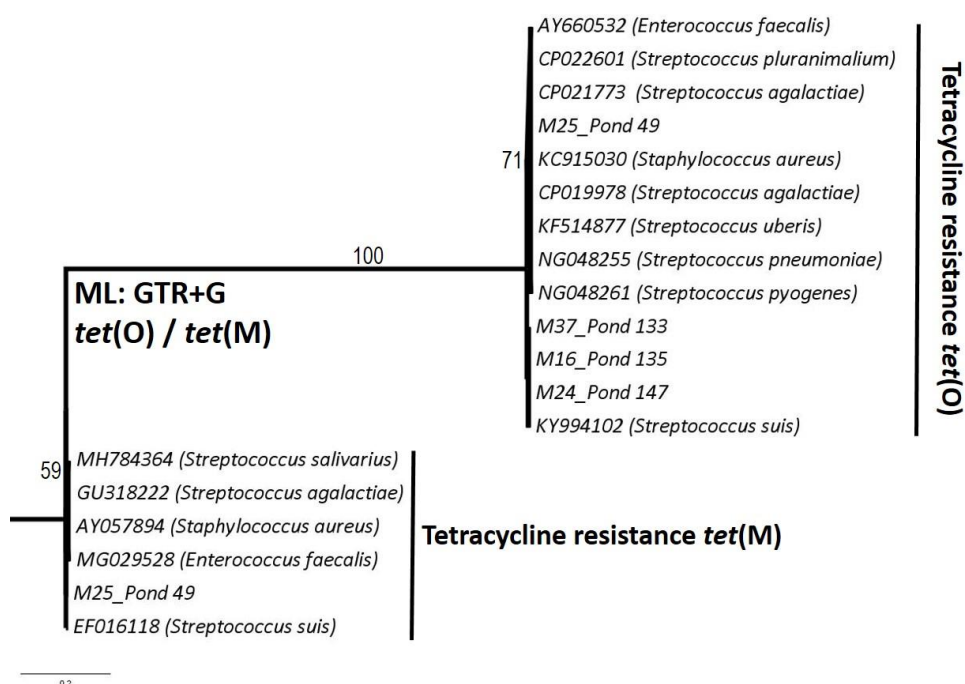 AY660532 (Enterococcus faecalis)
CP022601 (Streptococcus pluranimalium)
CP021773 (Streptococcus agalactiae)
M25_Pond 49
71
KC915030 (Staphylococcus aureus)
CP019978 (Streptococcus agalactiae)
KF514877 (Streptococcus uberis)
100
NG048255 (Streptococcus pneumoniae)
NG048261 (Streptococcus pyogenes)
ML: GTR+G
tet(O) / tet(M)
M37_Pond 133
M16_Pond 135
M24_Pond 147
KY994102 (Streptococcus suis)
Tetracycline resistance tet(O)
59
MH784364 (Streptococcus salivarius)
GU318222 (Streptococcus agalactiae)
AY057894 (Staphylococcus aureus)
MG029528 (Enterococcus faecalis)
M25_Pond 49
EF016118 (Streptococcus suis)
Tetracycline resistance tet(M)